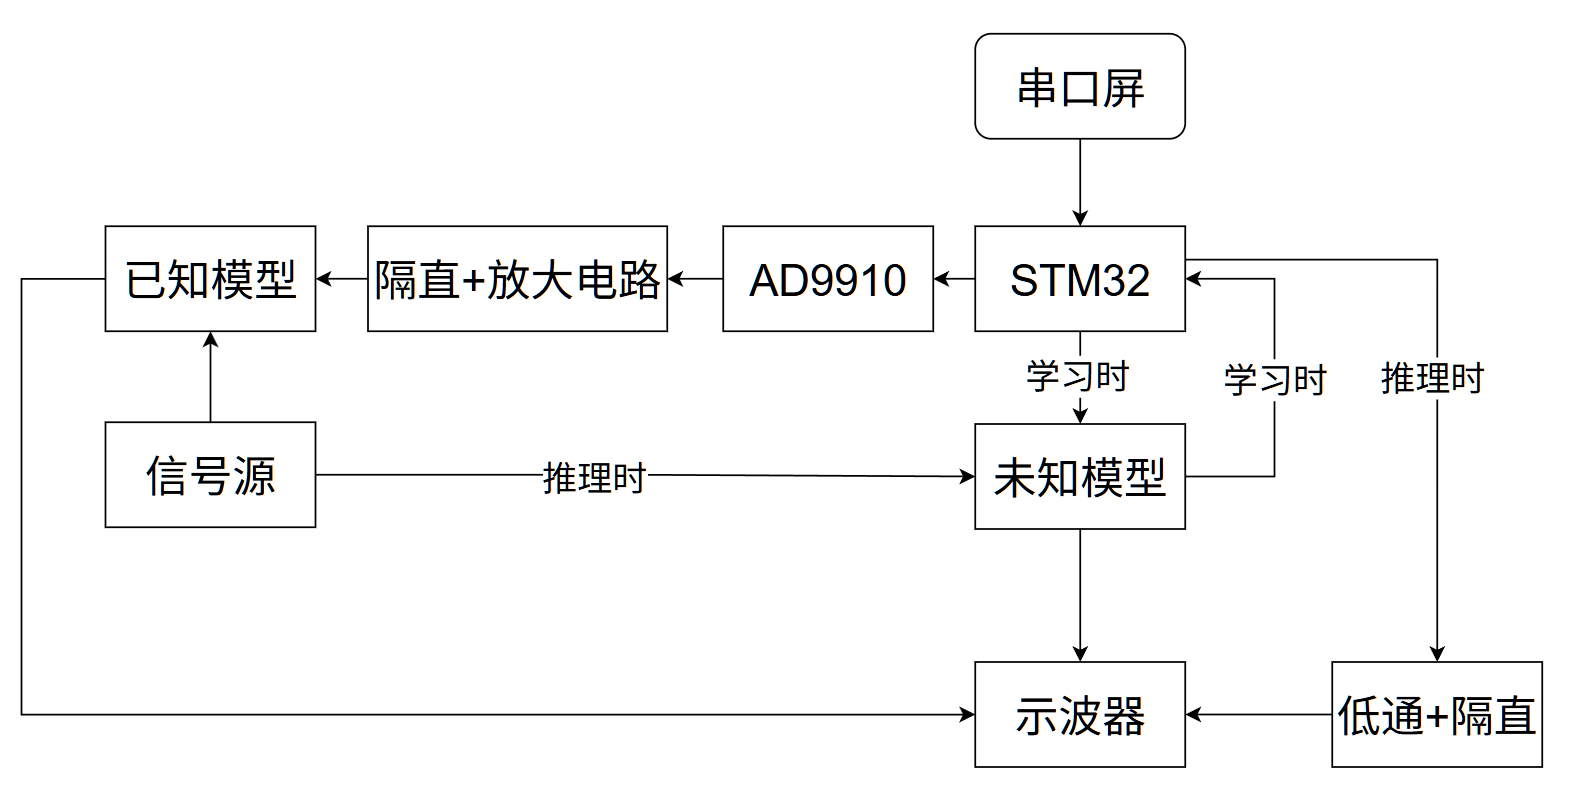 串口屏
已知模型
隔直+放大电路
AD9910
STM32
学习时
学习时
推理时
信号源
推理时
未知模型
示波器
低通+隔直